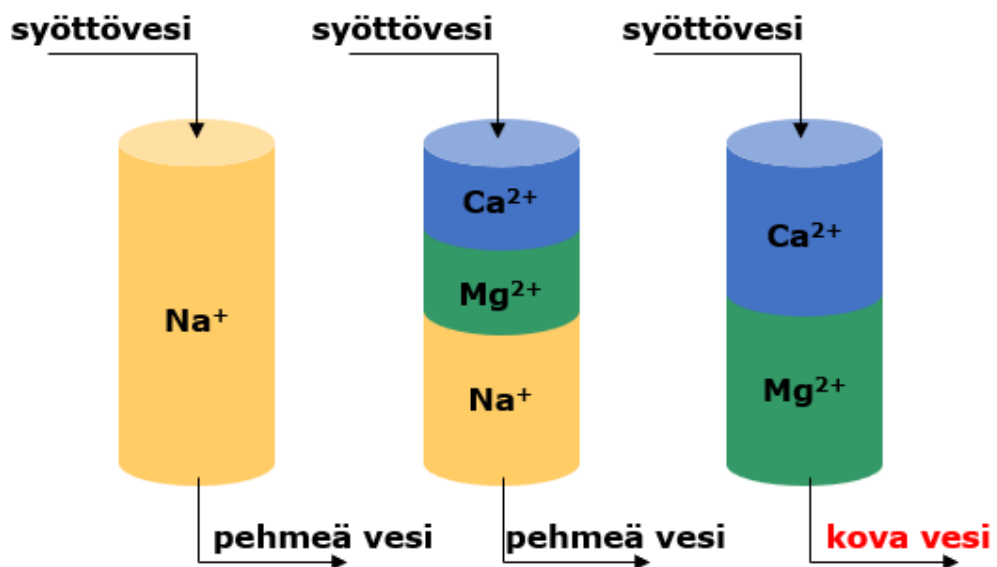 syöttövesi syöttövesi syöttövesi
Ca²⁺
Ca²⁺
Mg²⁺
Na⁺
Mg²⁺
Na⁺
pehmeä vesi pehmeä vesi kova vesi